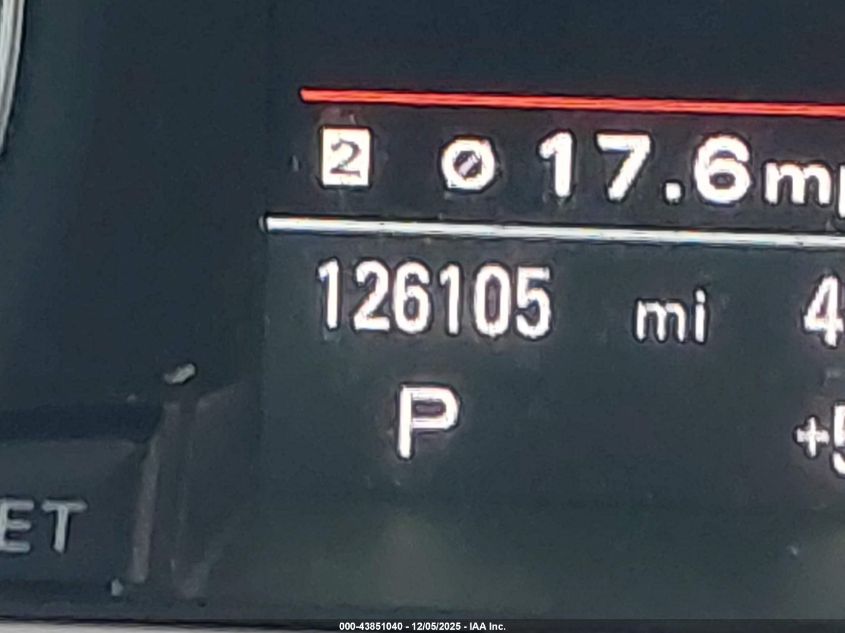 2 Ø 17.6 mp
126105 mi 4
P +5
ET
000-43851040 - 12/05/2025 - IAA Inc.